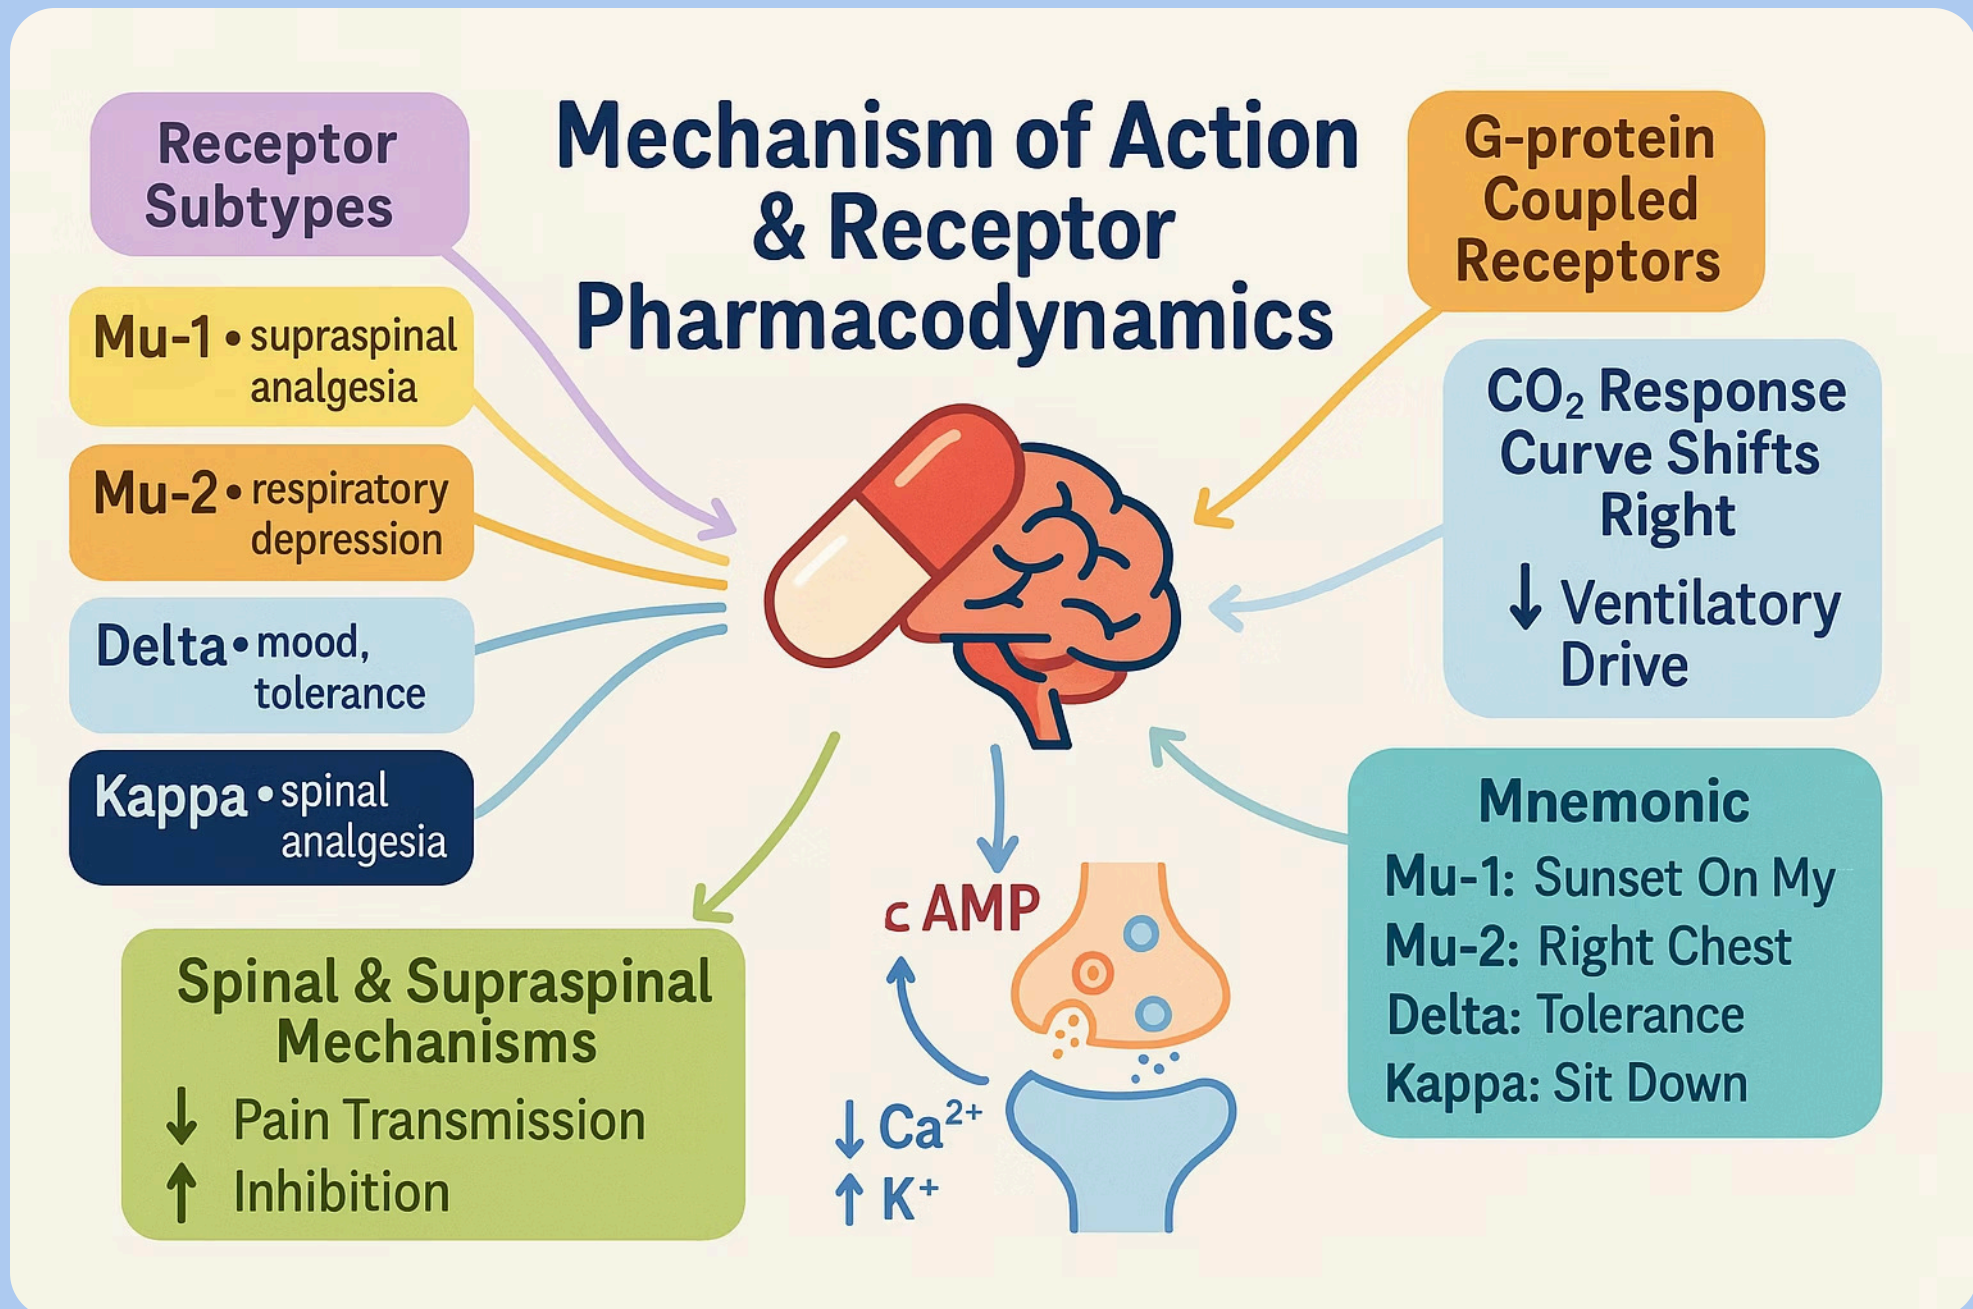 Mechanism of Action
& Receptor
Pharmacodynamics
Receptor
Subtypes
Mu-1 • supraspinal
analgesia
Mu-2 • respiratory
depression
Delta • mood,
tolerance
Kappa • spinal
analgesia
Spinal & Supraspinal
Mechanisms
↓ Pain Transmission
↑ Inhibition
c AMP
↓ Ca²⁺
↑ K⁺
G-protein
Coupled
Receptors
CO₂ Response
Curve Shifts
Right
↓ Ventilatory
Drive
Mnemonic
Mu-1: Sunset On My
Mu-2: Right Chest
Delta: Tolerance
Kappa: Sit Down